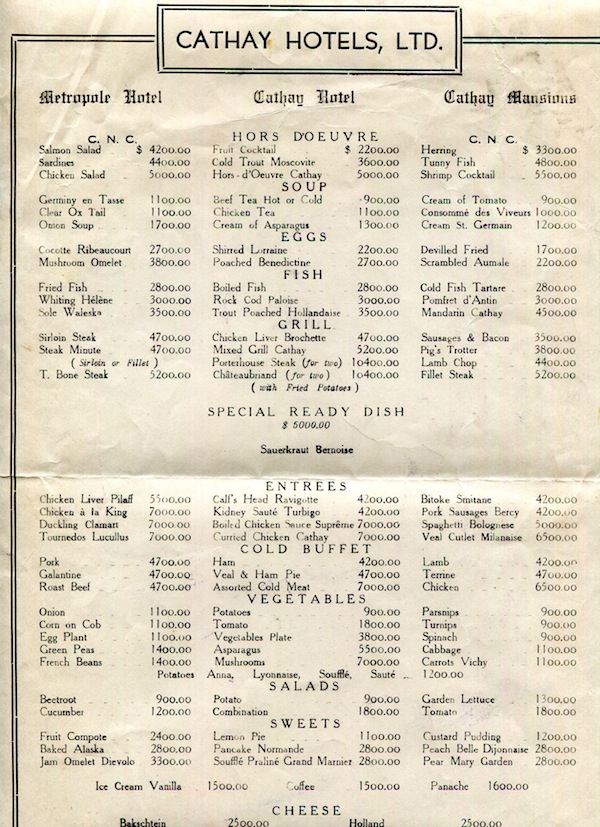 CATHAY HOTELS, LTD.
Metropole Hotel Cathay Hotel Cathay Mansions
C. N. C. HORS D'OEUVRE C. N. C.
Salmon Salad $ 4200.00 Fruit Cocktail $ 2200.00 Herring $ 3300.00
Sardines 4400.00 Cold Trout Moscovite 3600.00 Tunny Fish 4800.00
Chicken Salad 5000.00 Hors-d'Oeuvre Cathay 5000.00 Shrimp Cocktail 5500.00
SOUP
Germiny en Tasse 1100.00 Beef Tea Hot or Cold 900.00 Cream of Tomato 900.00
Clear Ox Tail 1100.00 Chicken Tea 1100.00 Consommé des Viveurs 1000.00
Onion Soup 1700.00 Cream of Asparagus 1300.00 Cream St. Germain 1200.00
EGGS
Cocotte Ribeaucourt 2700.00 Shirred Lorraine 2200.00 Devilled Fried 1700.00
Mushroom Omelet 3800.00 Poached Benedictine 2700.00 Scrambled Aumale 2200.00
FISH
Fried Fish 2800.00 Boiled Fish 2800.00 Cold Fish Tartare 2800.00
Whiting Hélène 3000.00 Rock Cod Paloise 3000.00 Pomfret d'Antin 3000.00
Sole Waleska 3500.00 Trout Poached Hollandaise 3500.00 Mandarin Cathay 4500.00
GRILL
Sirloin Steak 4700.00 Chicken Liver Brochette 4700.00 Sausages & Bacon 3500.00
Steak Minute 4700.00 Mixed Grill Cathay 5200.00 Pig's Trotter 3800.00
( Sirloin or Fillet ) Porterhouse Steak (for two) 10400.00 Lamb Chop 4400.00
T. Bone Steak 5200.00 Châteaubriand (for two) 10400.00 Fillet Steak 5200.00
( with Fried Potatoes )
SPECIAL READY DISH
$ 5000.00
Sauerkraut Bernoise
ENTREES
Chicken Liver Pilaff 5500.00 Calf's Head Ravigotte 4200.00 Bitoke Smitane 4200.00
Chicken à la King 7000.00 Kidney Sauté Turbigo 4200.00 Pork Sausages Bercy 4200.00
Duckling Clamart 7000.00 Boiled Chicken Sauce Suprême 7000.00 Spaghetti Bolognese 5000.00
Tournedos Lucullus 7000.00 Curried Chicken Cathay 7000.00 Veal Cutlet Milanaise 6500.00
COLD BUFFET
Pork 4700.00 Ham 4200.00 Lamb 4200.00
Galantine 4700.00 Veal & Ham Pie 4700.00 Terrine 4700.00
Roast Beef 4700.00 Assorted Cold Meat 7000.00 Chicken 6500.00
VEGETABLES
Onion 1100.00 Potatoes 900.00 Parsnips 900.00
Corn on Cob 1100.00 Tomato 1800.00 Turnips 900.00
Egg Plant 1100.00 Vegetables Plate 3800.00 Spinach 900.00
Green Peas 1400.00 Asparagus 5500.00 Cabbage 1100.00
French Beans 1400.00 Mushrooms 7000.00 Carrots Vichy 1100.00
Potatoes Anna, Lyonnaise, Soufflé, Sauté 1200.00
SALADS
Beetroot 900.00 Potato 900.00 Garden Lettuce 1300.00
Cucumber 1200.00 Combination 1800.00 Tomato 1800.00
SWEETS
Fruit Compote 2400.00 Lemon Pie 1100.00 Custard Pudding 1200.00
Baked Alaska 2800.00 Pancake Normande 2800.00 Peach Belle Dijonnaise 2800.00
Jam Omelet Dievolo 3300.00 Soufflé Praliné Grand Marnier 2800.00 Pear Mary Garden 2800.00
Ice Cream Vanilla 1500.00 Coffee 1500.00 Panache 1600.00
CHEESE
Bakschtein 2500.00 Holland 2500.00